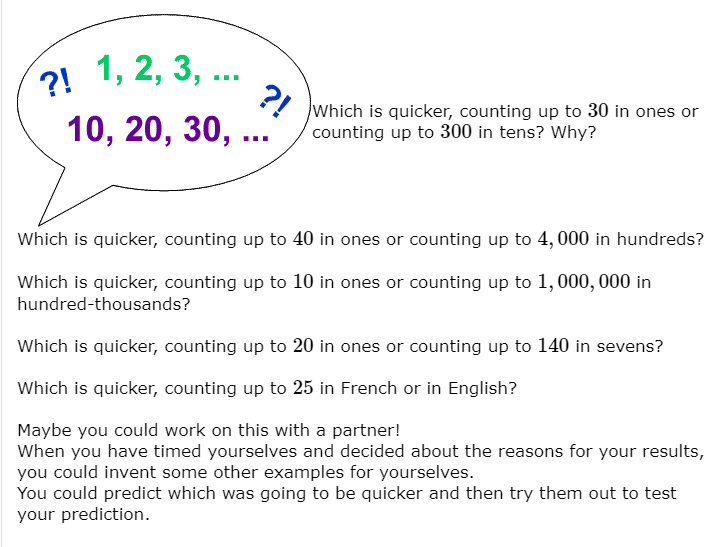 ?! 1, 2, 3, ... ?!
10, 20, 30, ...
Which is quicker, counting up to 30 in ones or
counting up to 300 in tens? Why?
Which is quicker, counting up to 40 in ones or counting up to 4,000 in hundreds?
Which is quicker, counting up to 10 in ones or counting up to 1,000,000 in
hundred-thousands?
Which is quicker, counting up to 20 in ones or counting up to 140 in sevens?
Which is quicker, counting up to 25 in French or in English?
Maybe you could work on this with a partner!
When you have timed yourselves and decided about the reasons for your results,
you could invent some other examples for yourselves.
You could predict which was going to be quicker and then try them out to test
your prediction.